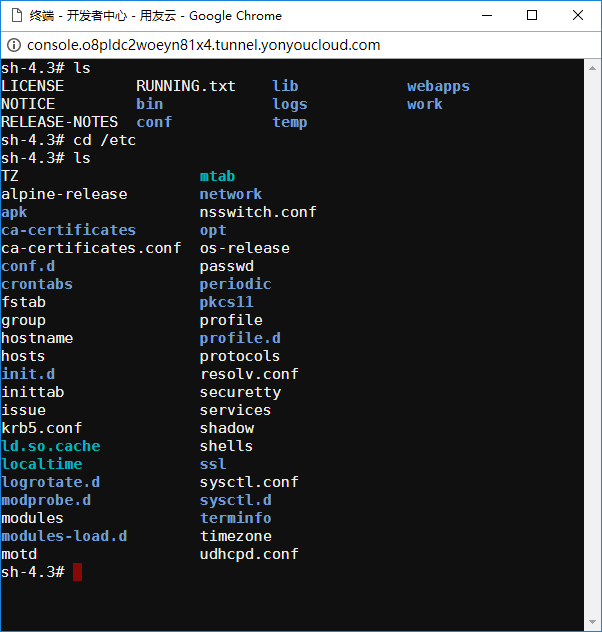 终端 - 开发者中心 - 用友云 - Google Chrome
console.o8pldc2woeyn81x4.tunnel.yonyoucloud.com
sh-4.3# ls
LICENSE RUNNING.txt lib webapps
NOTICE bin logs work
RELEASE-NOTES conf temp
sh-4.3# cd /etc
sh-4.3# ls
TZ mtab
alpine-release network
apk nsswitch.conf
ca-certificates opt
ca-certificates.conf os-release
conf.d passwd
crontabs periodic
fstab pkcs11
group profile
hostname profile.d
hosts protocols
init.d resolv.conf
inittab securetty
issue services
krb5.conf shadow
ld.so.cache shells
localtime ssl
logrotate.d sysctl.conf
modprobe.d sysctl.d
modules terminfo
modules-load.d timezone
motd udhcpd.conf
sh-4.3#